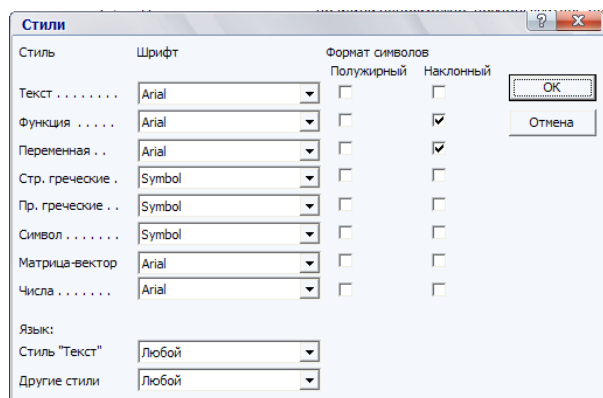 Стили
Стиль Шрифт Формат символов
Полужирный Наклонный
Текст . . . . . . . . Arial OK
Функция . . . . . Arial Отмена
Переменная . . Arial
Стр. греческие . Symbol
Пр. греческие . . Symbol
Символ . . . . . . . Symbol
Матрица-вектор Arial
Числа . . . . . . . Arial
Язык:
Стиль "Текст" Любой
Другие стили Любой